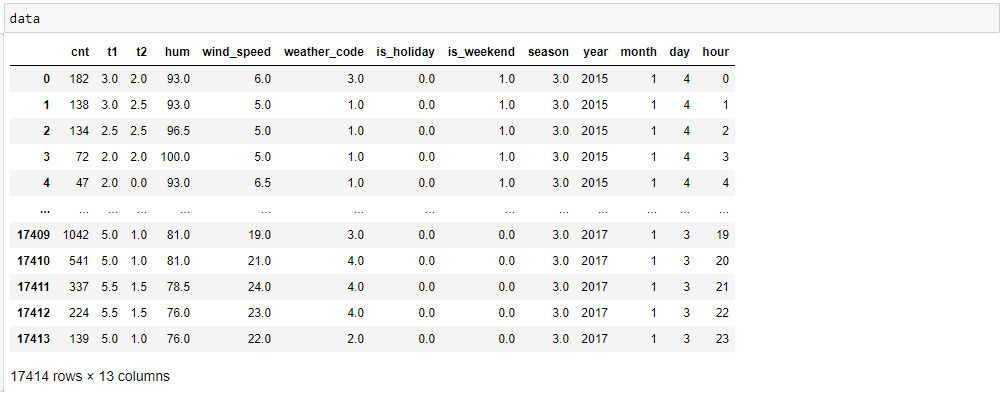 data
cnt t1 t2 hum wind_speed weather_code is_holiday is_weekend season year month day hour
0 182 3.0 2.0 93.0 6.0 3.0 0.0 1.0 3.0 2015 1 4 0
1 138 3.0 2.5 93.0 5.0 1.0 0.0 1.0 3.0 2015 1 4 1
2 134 2.5 2.5 96.5 5.0 1.0 0.0 1.0 3.0 2015 1 4 2
3 72 2.0 2.0 100.0 5.0 1.0 0.0 1.0 3.0 2015 1 4 3
4 47 2.0 0.0 93.0 6.5 1.0 0.0 1.0 3.0 2015 1 4 4
... ... ... ... ... ... ... ... ... ... ... ... ... ...
17409 1042 5.0 1.0 81.0 19.0 3.0 0.0 0.0 3.0 2017 1 3 19
17410 541 5.0 1.0 81.0 21.0 4.0 0.0 0.0 3.0 2017 1 3 20
17411 337 5.5 1.5 78.5 24.0 4.0 0.0 0.0 3.0 2017 1 3 21
17412 224 5.5 1.5 76.0 23.0 4.0 0.0 0.0 3.0 2017 1 3 22
17413 139 5.0 1.0 76.0 22.0 2.0 0.0 0.0 3.0 2017 1 3 23
17414 rows × 13 columns